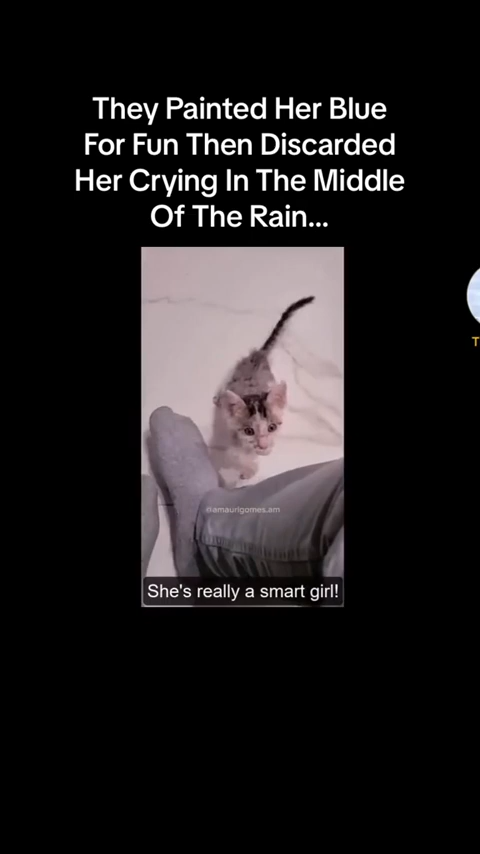 They Painted Her Blue
For Fun Then Discarded
Her Crying In The Middle
Of The Rain...
T
@amaurigomes.am
She's really a smart girl!